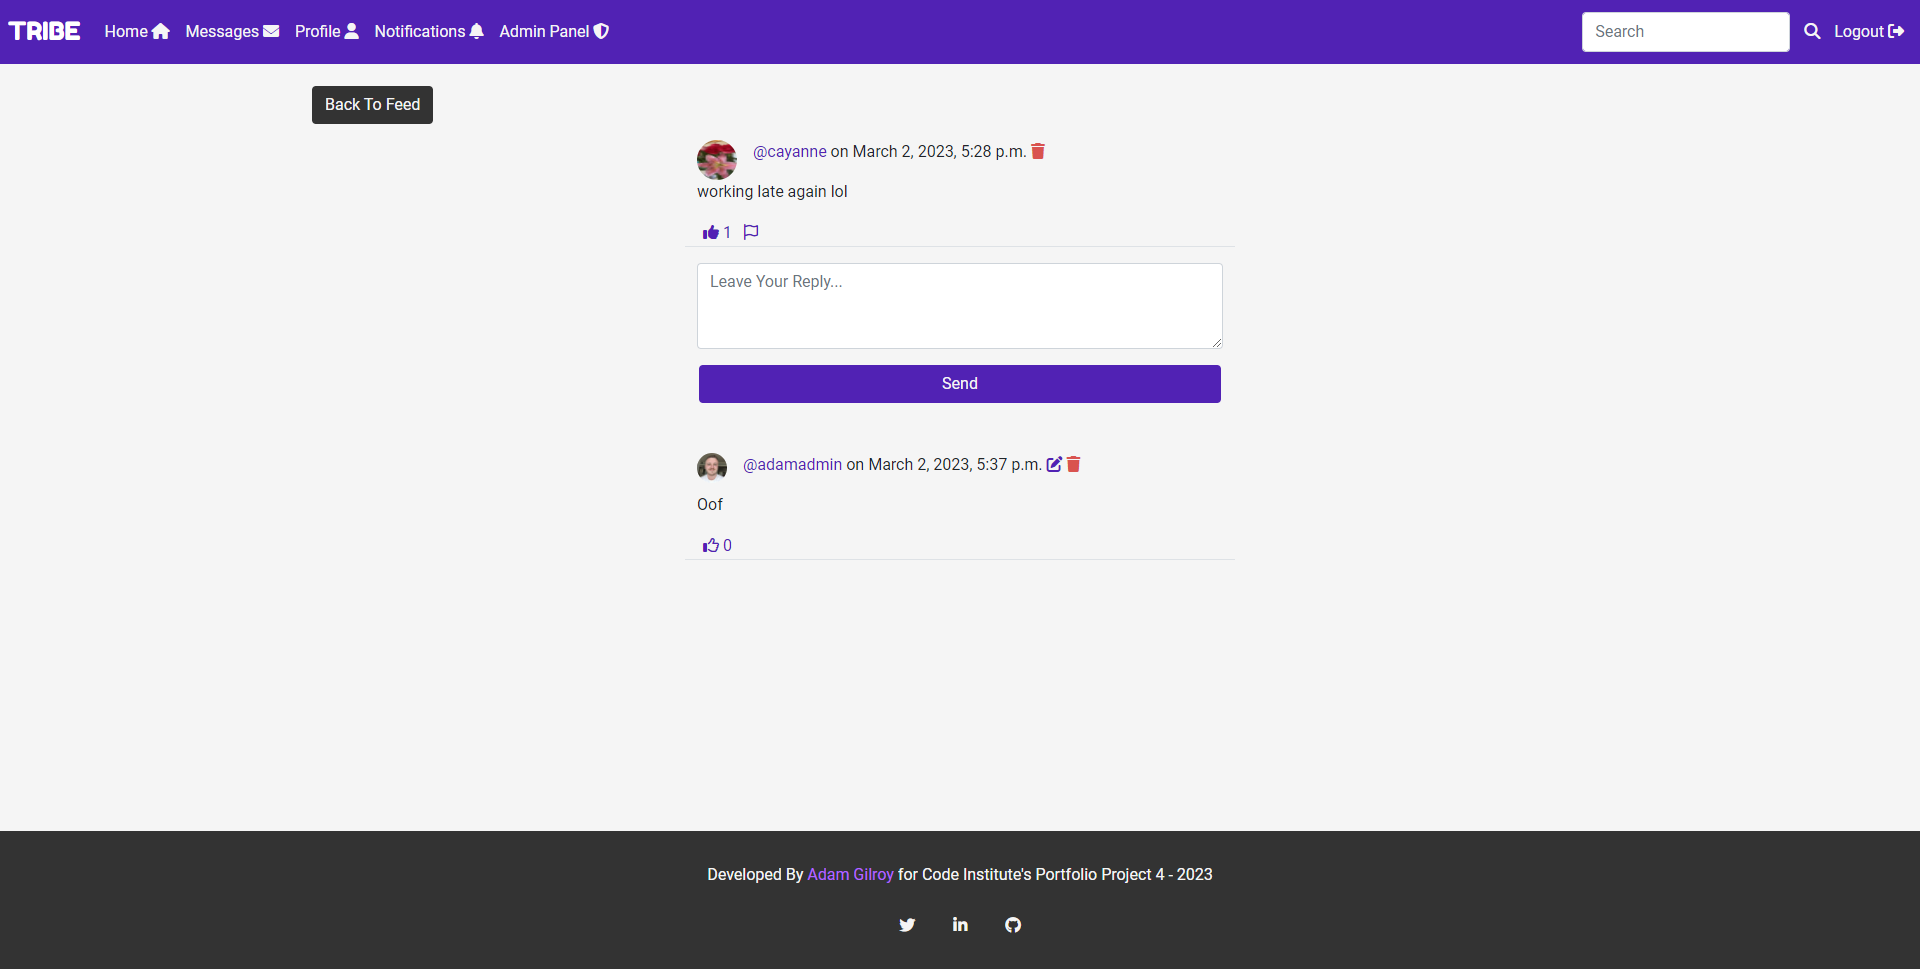 TRIBE Home Messages Profile Notifications Admin Panel Search Logout
Back To Feed
@cayanne on March 2, 2023, 5:28 p.m.
working late again lol
1
Leave Your Reply...
Send
@adamadmin on March 2, 2023, 5:37 p.m.
Oof
0
Developed By Adam Gilroy for Code Institute's Portfolio Project 4 - 2023